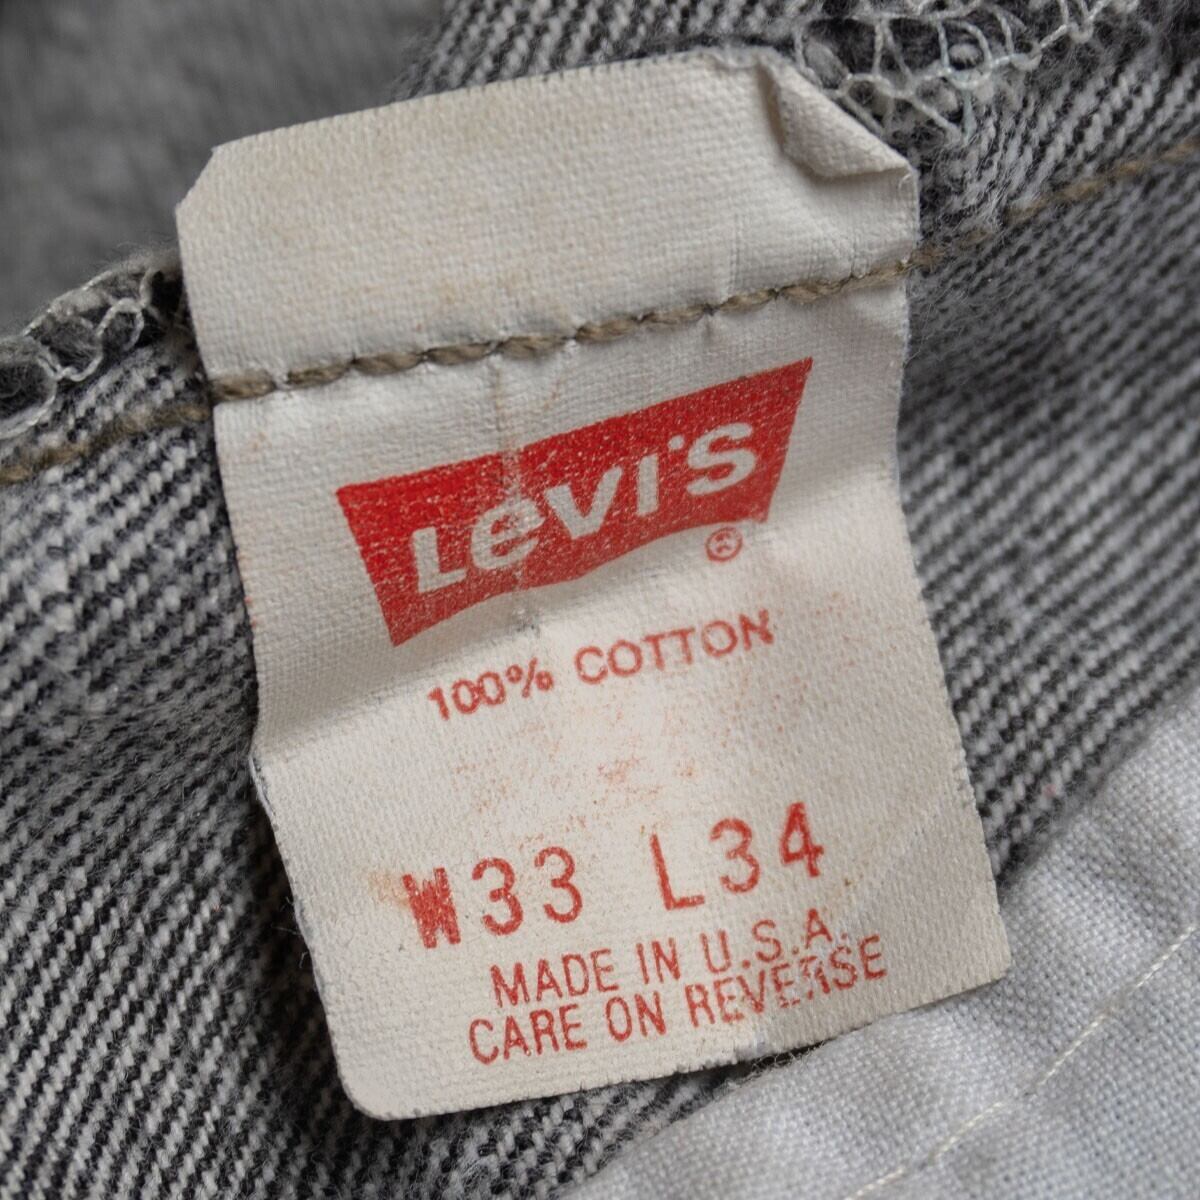 Levi's
®
100% COTTON
W33 L34
MADE IN U.S.A.
CARE ON REVERSE